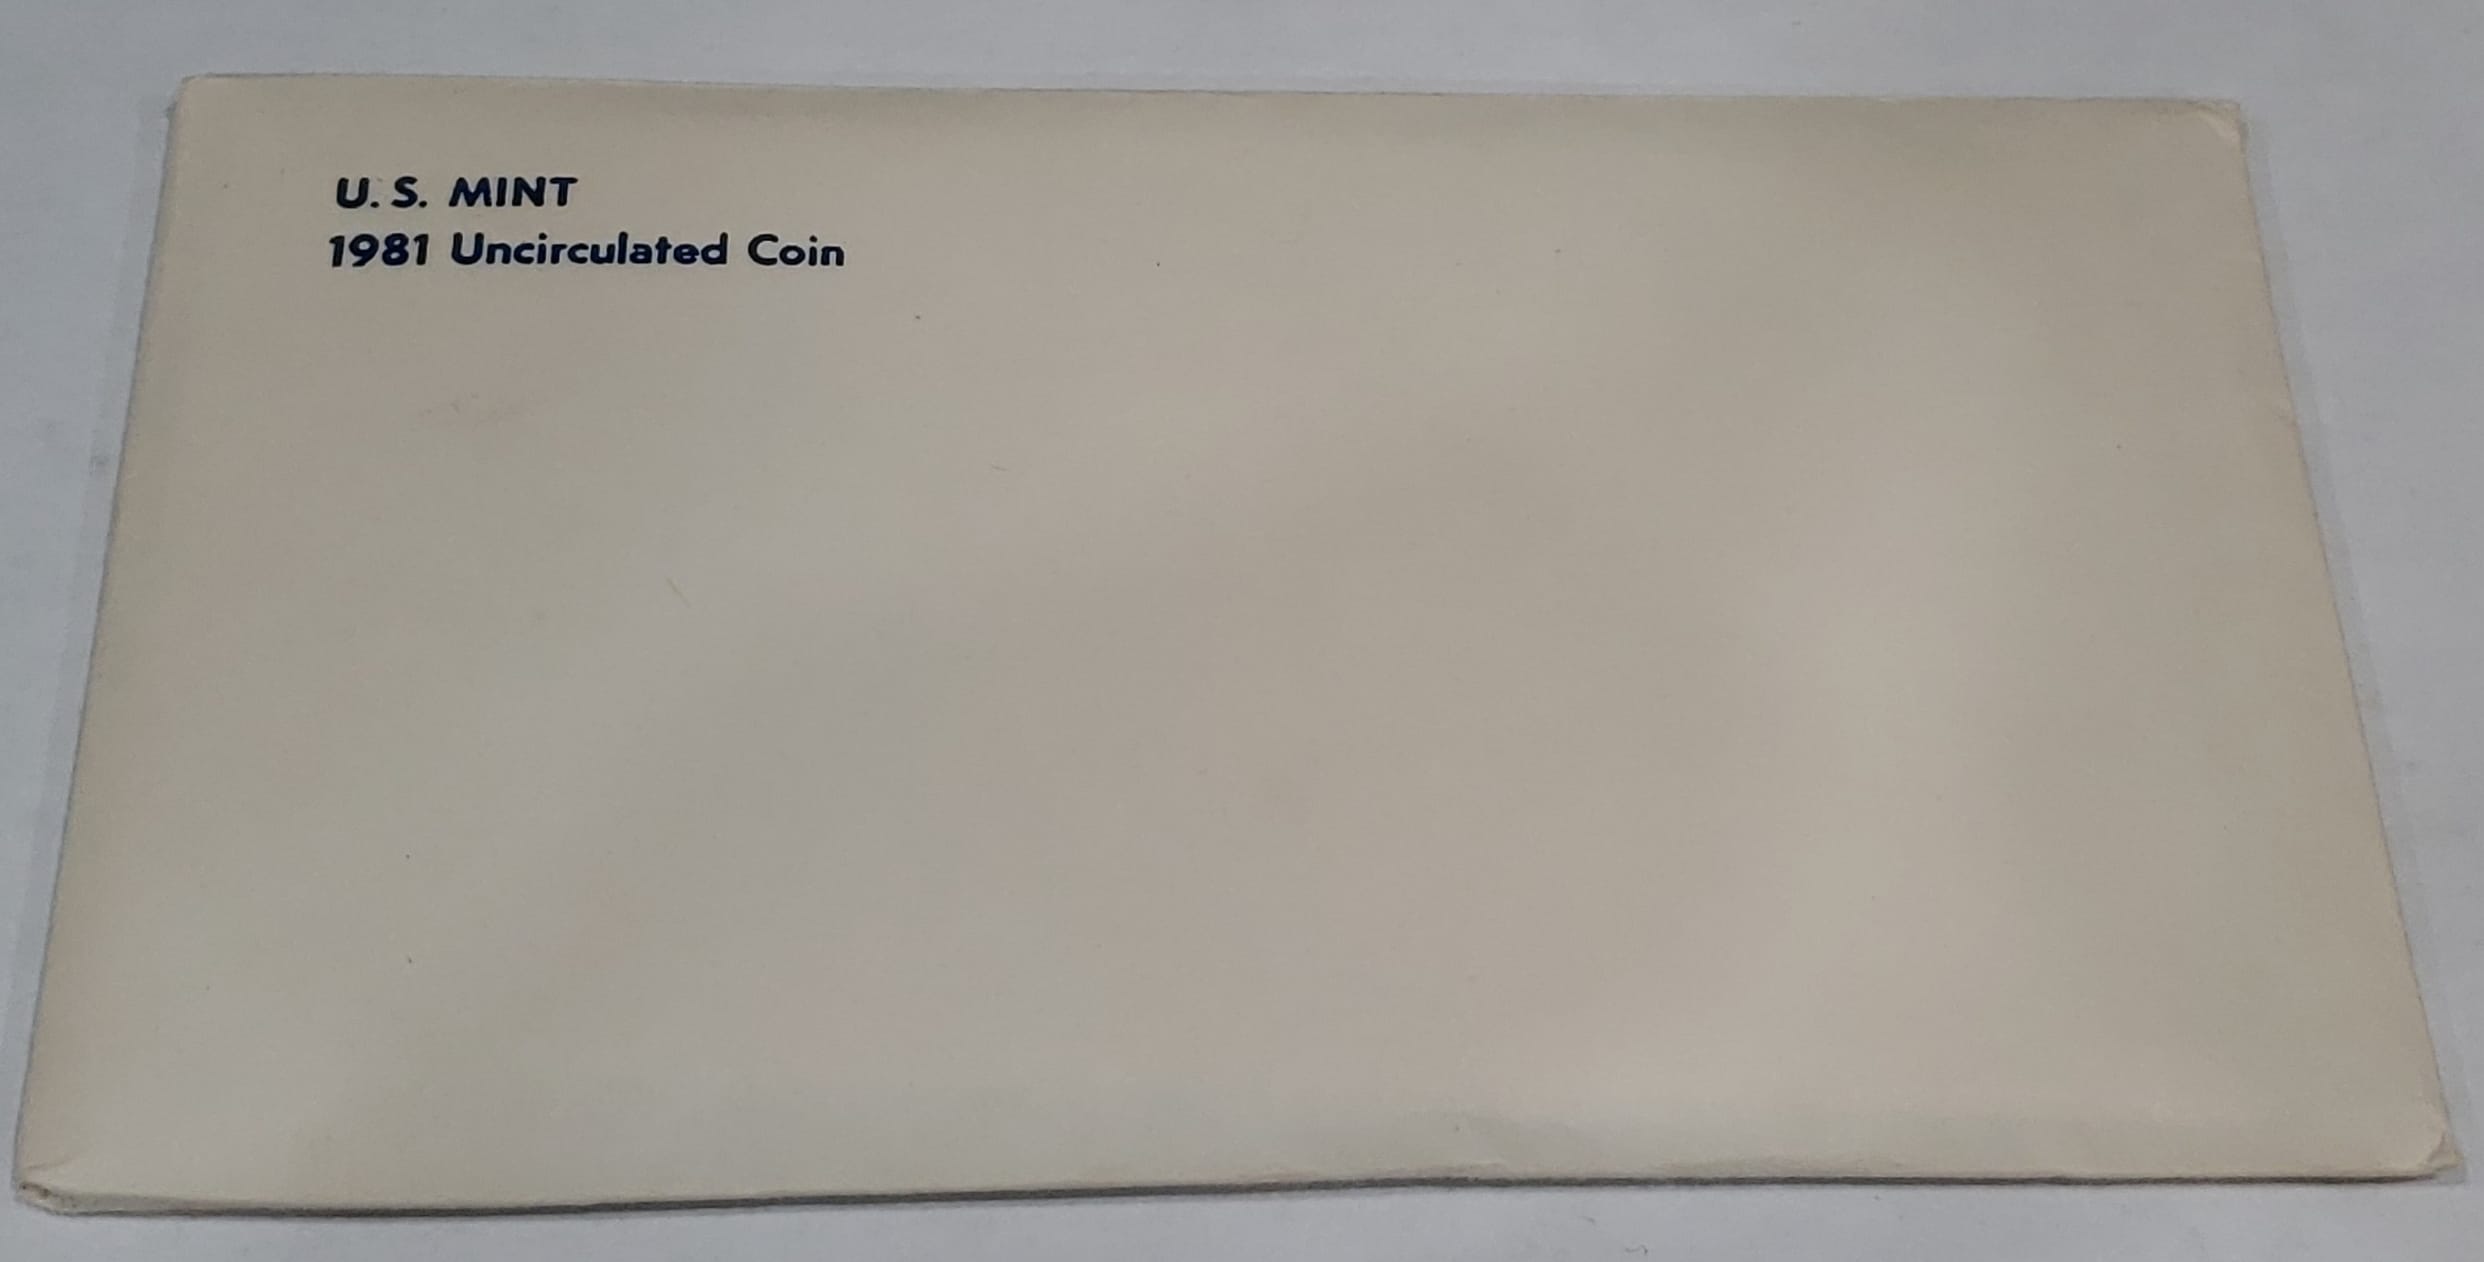 U. S. MINT
1981 Uncirculated Coin